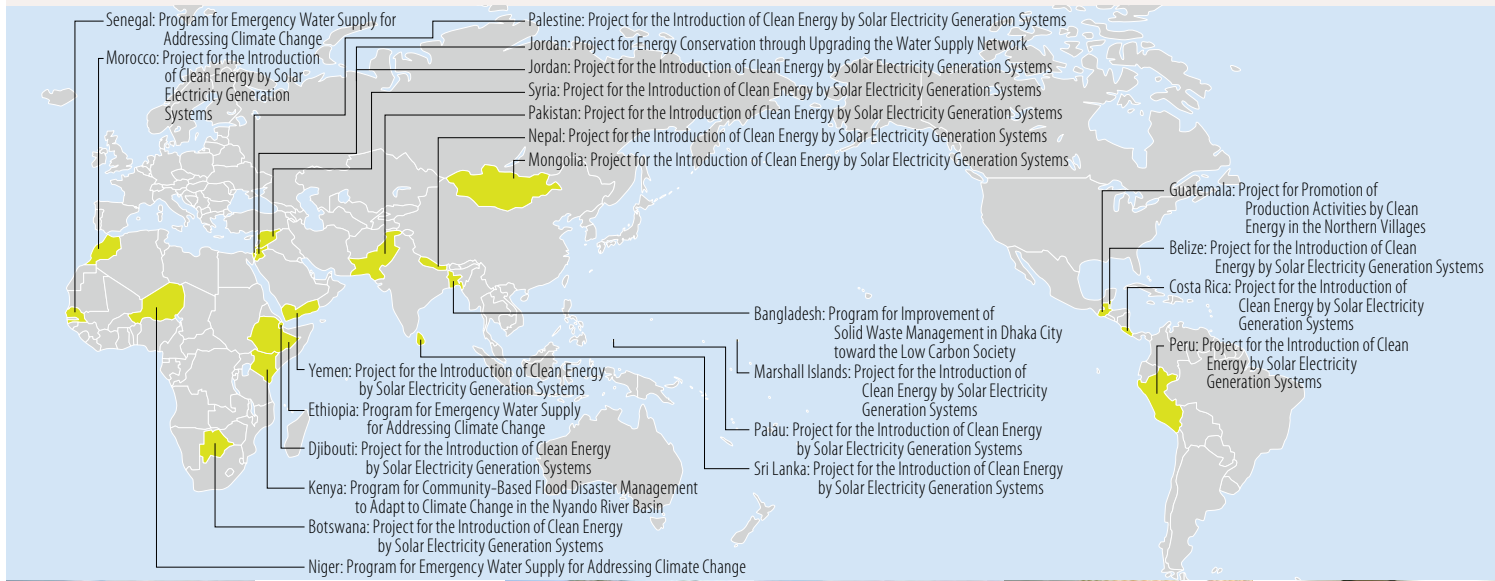 Senegal: Program for Emergency Water Supply for
Addressing Climate Change
Morocco: Project for the Introduction
of Clean Energy by Solar
Electricity Generation
Systems
Palestine: Project for the Introduction of Clean Energy by Solar Electricity Generation Systems
Jordan: Project for Energy Conservation through Upgrading the Water Supply Network
Jordan: Project for the Introduction of Clean Energy by Solar Electricity Generation Systems
Syria: Project for the Introduction of Clean Energy by Solar Electricity Generation Systems
Pakistan: Project for the Introduction of Clean Energy by Solar Electricity Generation Systems
Nepal: Project for the Introduction of Clean Energy by Solar Electricity Generation Systems
Mongolia: Project for the Introduction of Clean Energy by Solar Electricity Generation Systems
Guatemala: Project for Promotion of
Production Activities by Clean
Energy in the Northern Villages
Belize: Project for the Introduction of Clean
Energy by Solar Electricity Generation Systems
Costa Rica: Project for the Introduction of
Clean Energy by Solar Electricity
Generation Systems
Peru: Project for the Introduction of Clean
Energy by Solar Electricity
Generation Systems
Bangladesh: Program for Improvement of
Solid Waste Management in Dhaka City
toward the Low Carbon Society
Marshall Islands: Project for the Introduction of
Clean Energy by Solar Electricity
Generation Systems
Palau: Project for the Introduction of Clean Energy
by Solar Electricity Generation Systems
Sri Lanka: Project for the Introduction of Clean Energy
by Solar Electricity Generation Systems
Yemen: Project for the Introduction of Clean Energy
by Solar Electricity Generation Systems
Ethiopia: Program for Emergency Water Supply
for Addressing Climate Change
Djibouti: Project for the Introduction of Clean Energy
by Solar Electricity Generation Systems
Kenya: Program for Community-Based Flood Disaster Management
to Adapt to Climate Change in the Nyando River Basin
Botswana: Project for the Introduction of Clean Energy
by Solar Electricity Generation Systems
Niger: Program for Emergency Water Supply for Addressing Climate Change